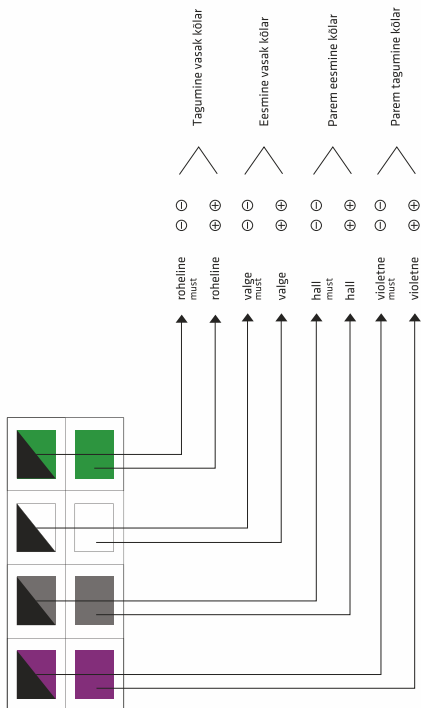 Tagumine vasak kõlar
Eesmine vasak kõlar
Parem eesmine kõlar
Parem tagumine kõlar
roheline
must
roheline
valge
must
valge
hall
must
hall
violetne
must
violetne